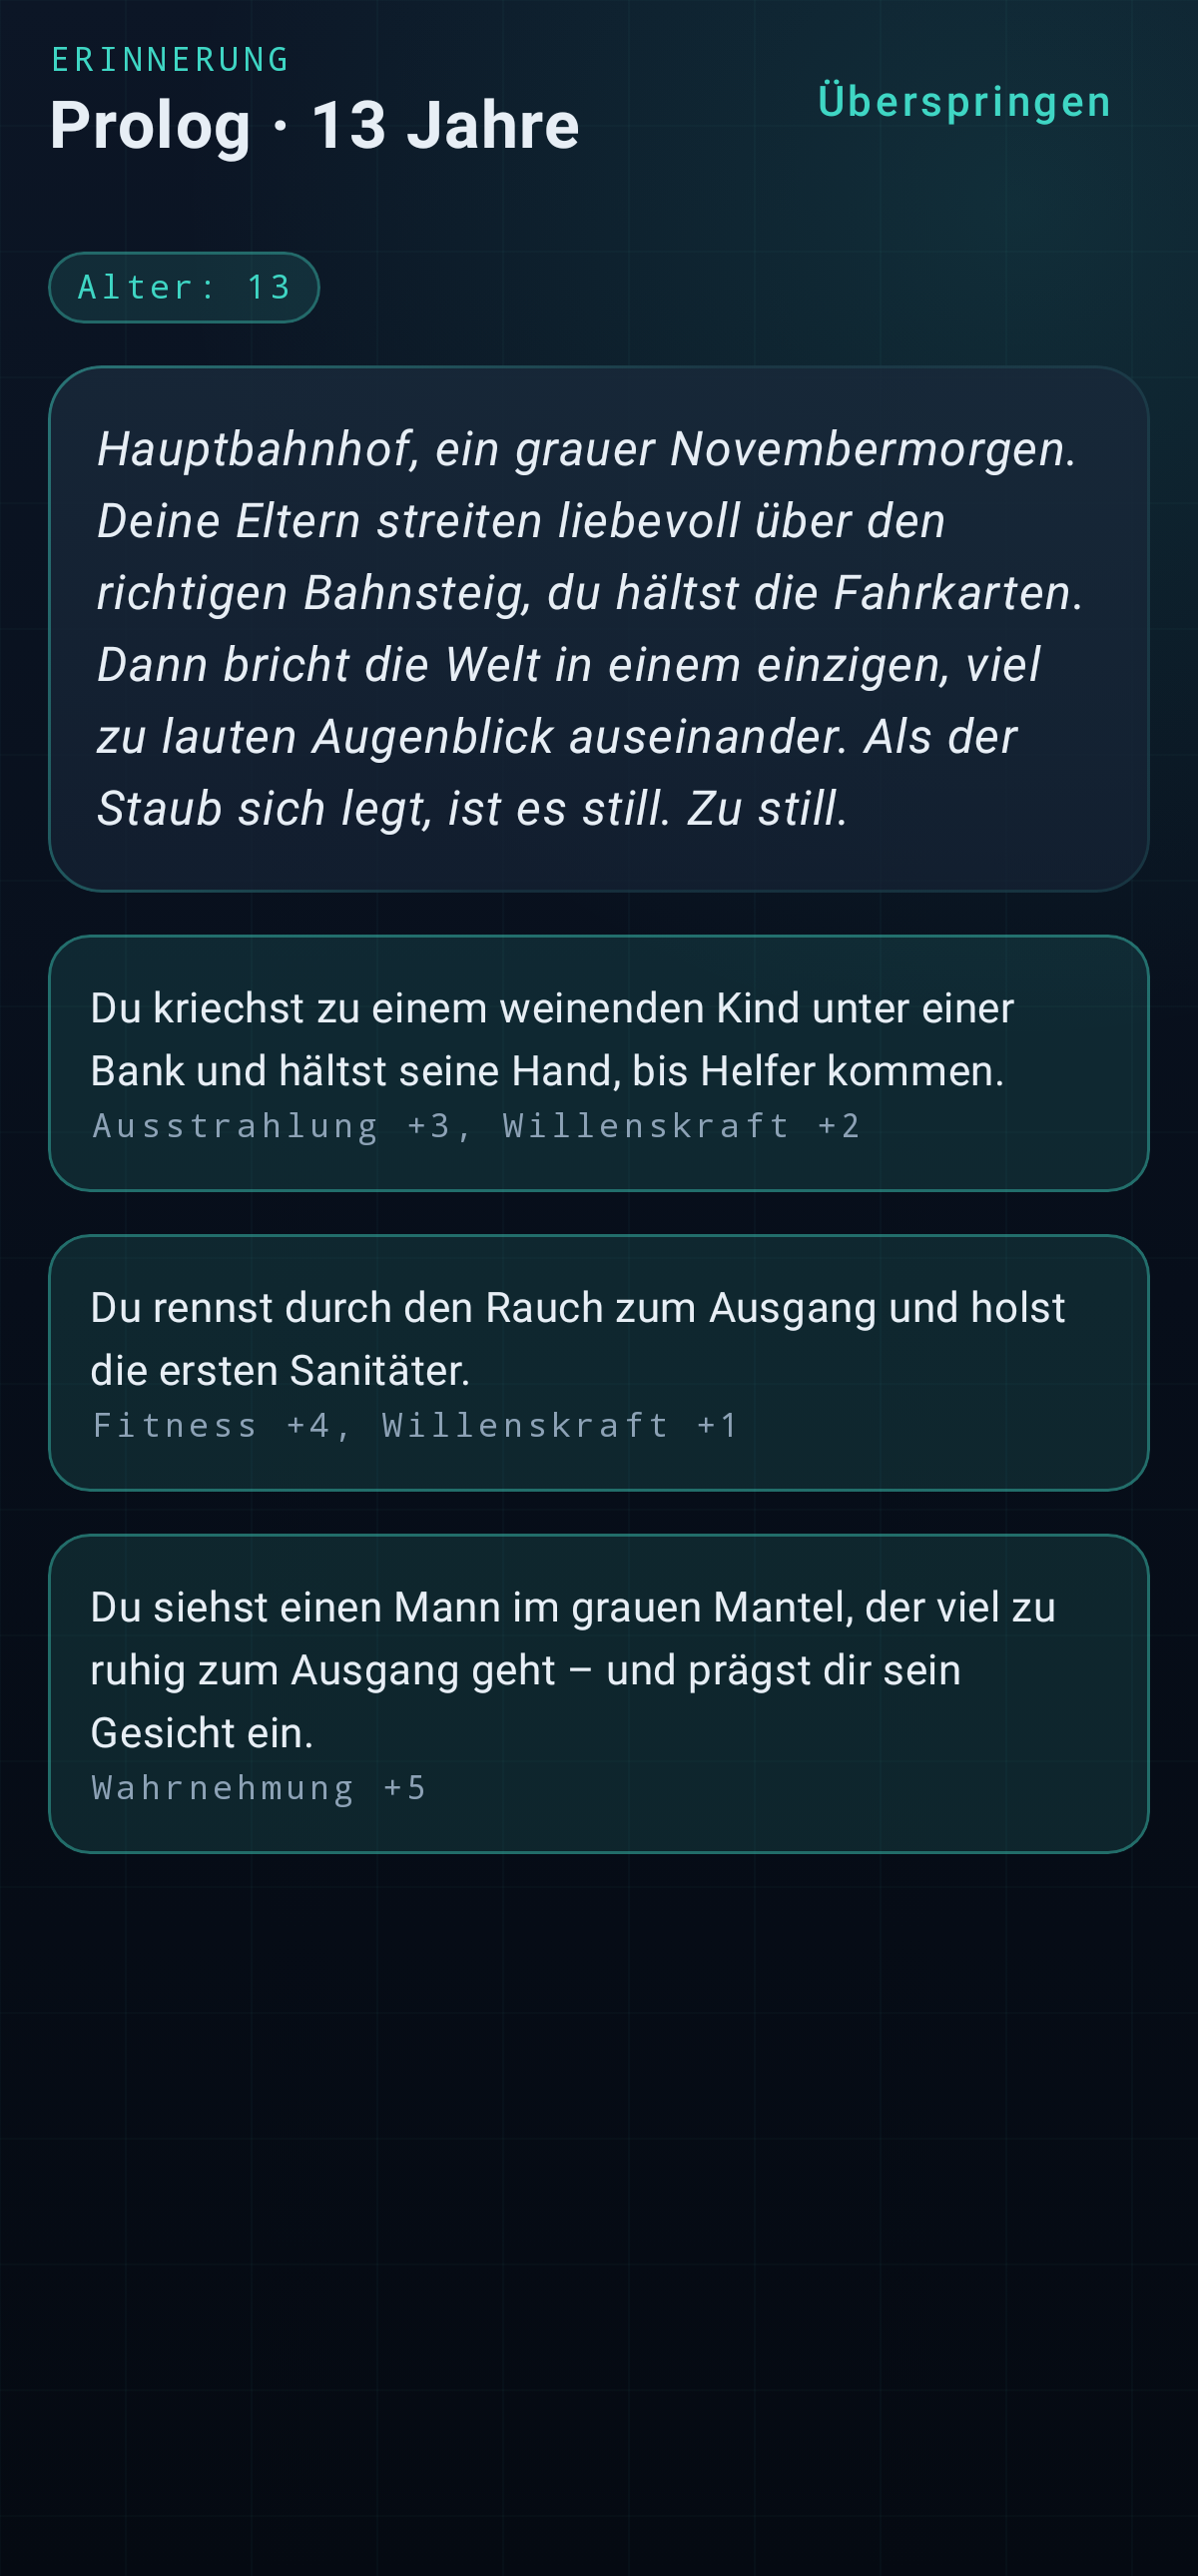 ERINNERUNG
Prolog · 13 Jahre
Überspringen
Alter: 13
Hauptbahnhof, ein grauer Novembermorgen.
Deine Eltern streiten liebevoll über den
richtigen Bahnsteig, du hältst die Fahrkarten.
Dann bricht die Welt in einem einzigen, viel
zu lauten Augenblick auseinander. Als der
Staub sich legt, ist es still. Zu still.
Du kriechst zu einem weinenden Kind unter einer
Bank und hältst seine Hand, bis Helfer kommen.
Ausstrahlung +3, Willenskraft +2
Du rennst durch den Rauch zum Ausgang und holst
die ersten Sanitäter.
Fitness +4, Willenskraft +1
Du siehst einen Mann im grauen Mantel, der viel zu
ruhig zum Ausgang geht – und prägst dir sein
Gesicht ein.
Wahrnehmung +5